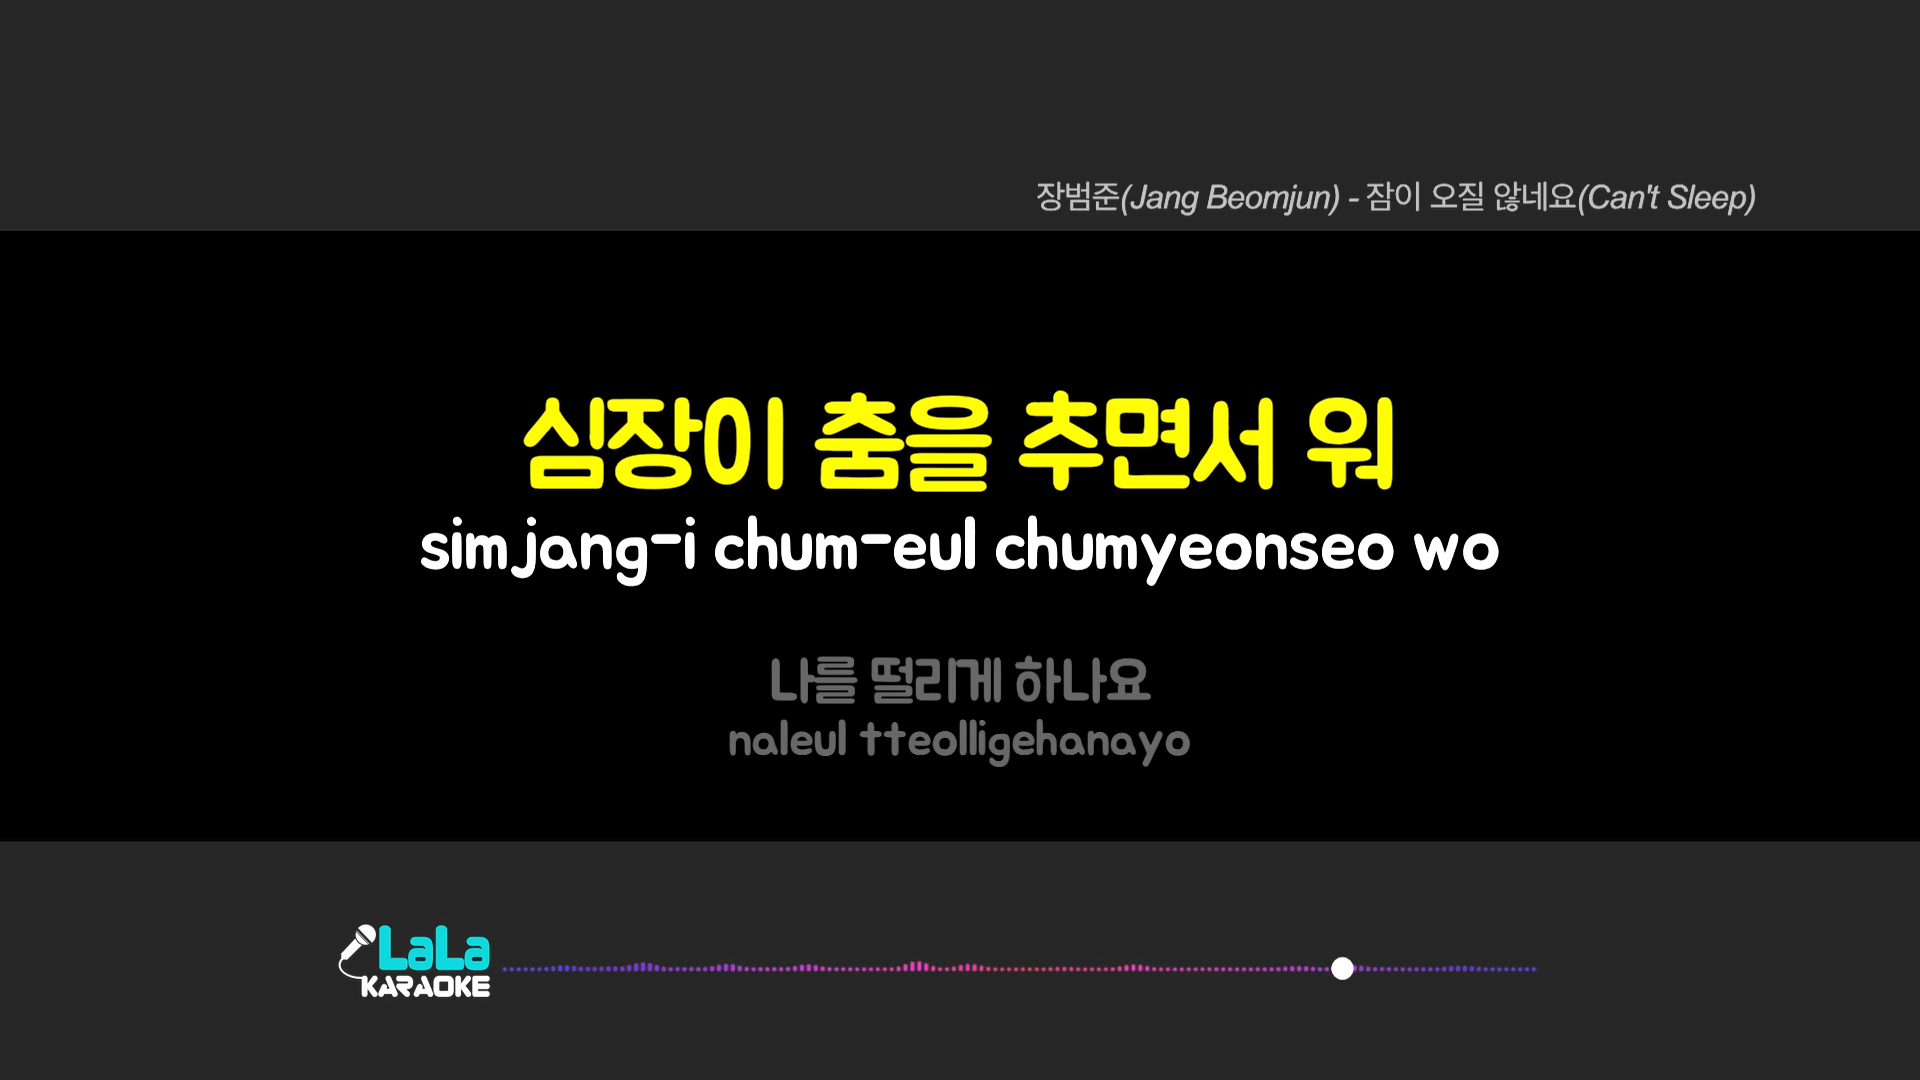 장범준(Jang Beomjun) - 잠이 오질 않네요(Can't Sleep)
심장이 춤을 추면서 워
simjang-i chum-eul chumyeonseo wo
나를 떨리게 하나요
naleul tteolligehanayo
LaLa
KARAOKE